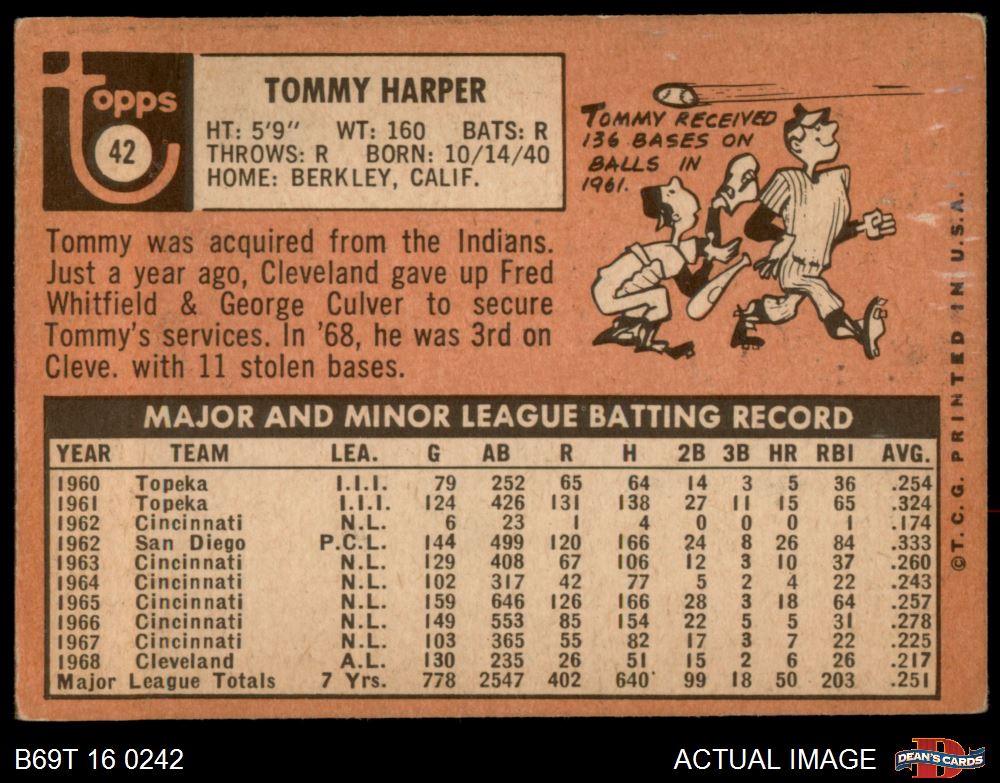 Topps
42
TOMMY HARPER
HT: 5'9" WT: 160 BATS: R
THROWS: R BORN: 10/14/40
HOME: BERKLEY, CALIF.
TOMMY RECEIVED
136 BASES ON
BALLS IN
1961.
Tommy was acquired from the Indians.
Just a year ago, Cleveland gave up Fred
Whitfield & George Culver to secure
Tommy's services. In '68, he was 3rd on
Cleve. with 11 stolen bases.
MAJOR AND MINOR LEAGUE BATTING RECORD
YEAR TEAM LEA. G AB R H 2B 3B HR RBI AVG.
1960 Topeka I.I.I. 79 252 65 64 14 3 5 36 .254
1961 Topeka I.I.I. 124 426 131 138 27 11 15 65 .324
1962 Cincinnati N.L. 6 23 1 4 0 0 0 1 .174
1962 San Diego P.C.L. 144 499 120 166 24 8 26 84 .333
1963 Cincinnati N.L. 129 408 67 106 12 3 10 37 .260
1964 Cincinnati N.L. 102 317 42 77 5 2 4 22 .243
1965 Cincinnati N.L. 159 646 126 166 28 3 18 64 .257
1966 Cincinnati N.L. 149 553 85 154 22 5 5 31 .278
1967 Cincinnati N.L. 103 365 55 82 17 3 7 22 .225
1968 Cleveland A.L. 130 235 26 51 15 2 6 26 .217
Major League Totals 7 Yrs. 778 2547 402 640 99 18 50 203 .251
©T.C.G. PRINTED IN U.S.A.
B69T 16 0242
ACTUAL IMAGE
D
DEAN'S CARDS